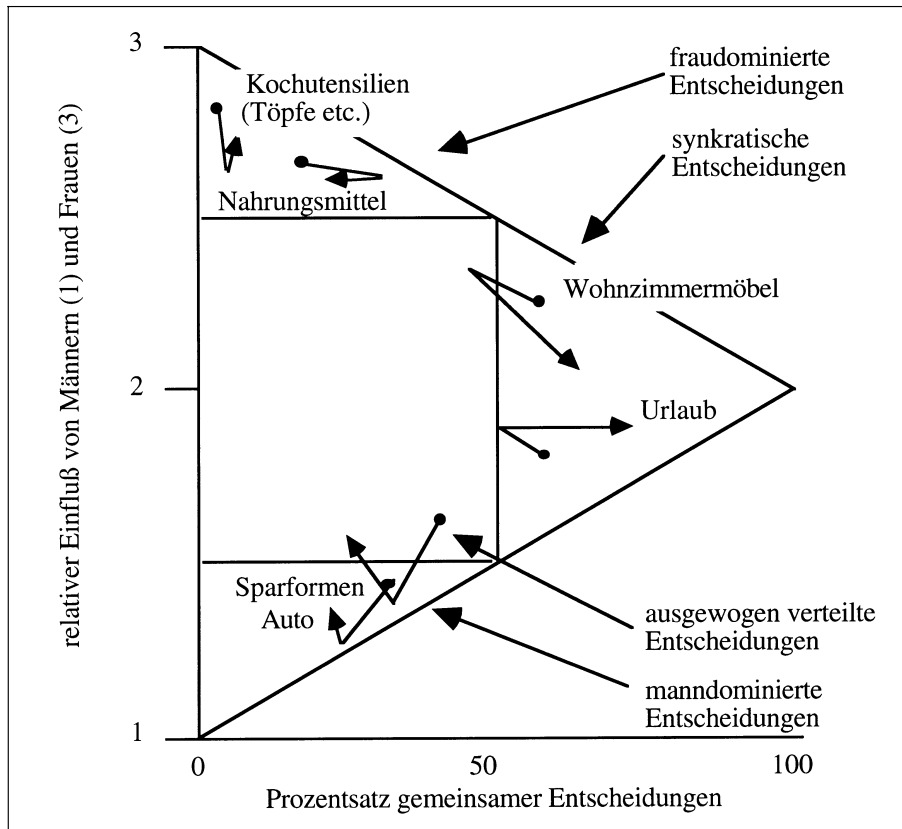 3
Kochutensilien
(Töpfe etc.)
fraudominierte
Entscheidungen
synkratische
Entscheidungen
Nahrungsmittel
relativer Einfluß von Männern (1) und Frauen (3)
Wohnzimmermöbel
2
Urlaub
Sparformen
Auto
ausgewogen verteilte
Entscheidungen
manndominierte
Entscheidungen
1
0
50
100
Prozentsatz gemeinsamer Entscheidungen